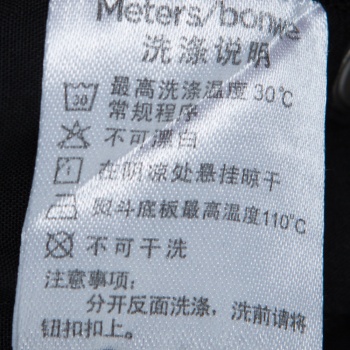 Meters/bonwe
洗涤说明
30 最高洗涤温度30℃
常规程序
不可漂白
在阴凉处悬挂晾干
熨斗底板最高温度110℃
不可干洗
注意事项:
分开反面洗涤，洗前请将
钮扣扣上。